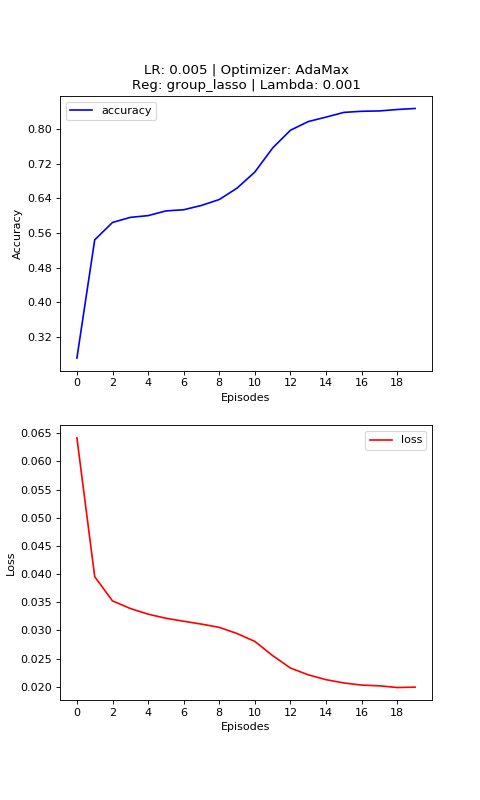 LR: 0.005 | Optimizer: AdaMax
Reg: group_lasso | Lambda: 0.001
accuracy
0.80
0.72
0.64
0.56
0.48
0.40
0.32
Accuracy
0 2 4 6 8 10 12 14 16 18
Episodes
loss
0.065
0.060
0.055
0.050
0.045
0.040
0.035
0.030
0.025
0.020
Loss
0 2 4 6 8 10 12 14 16 18
Episodes